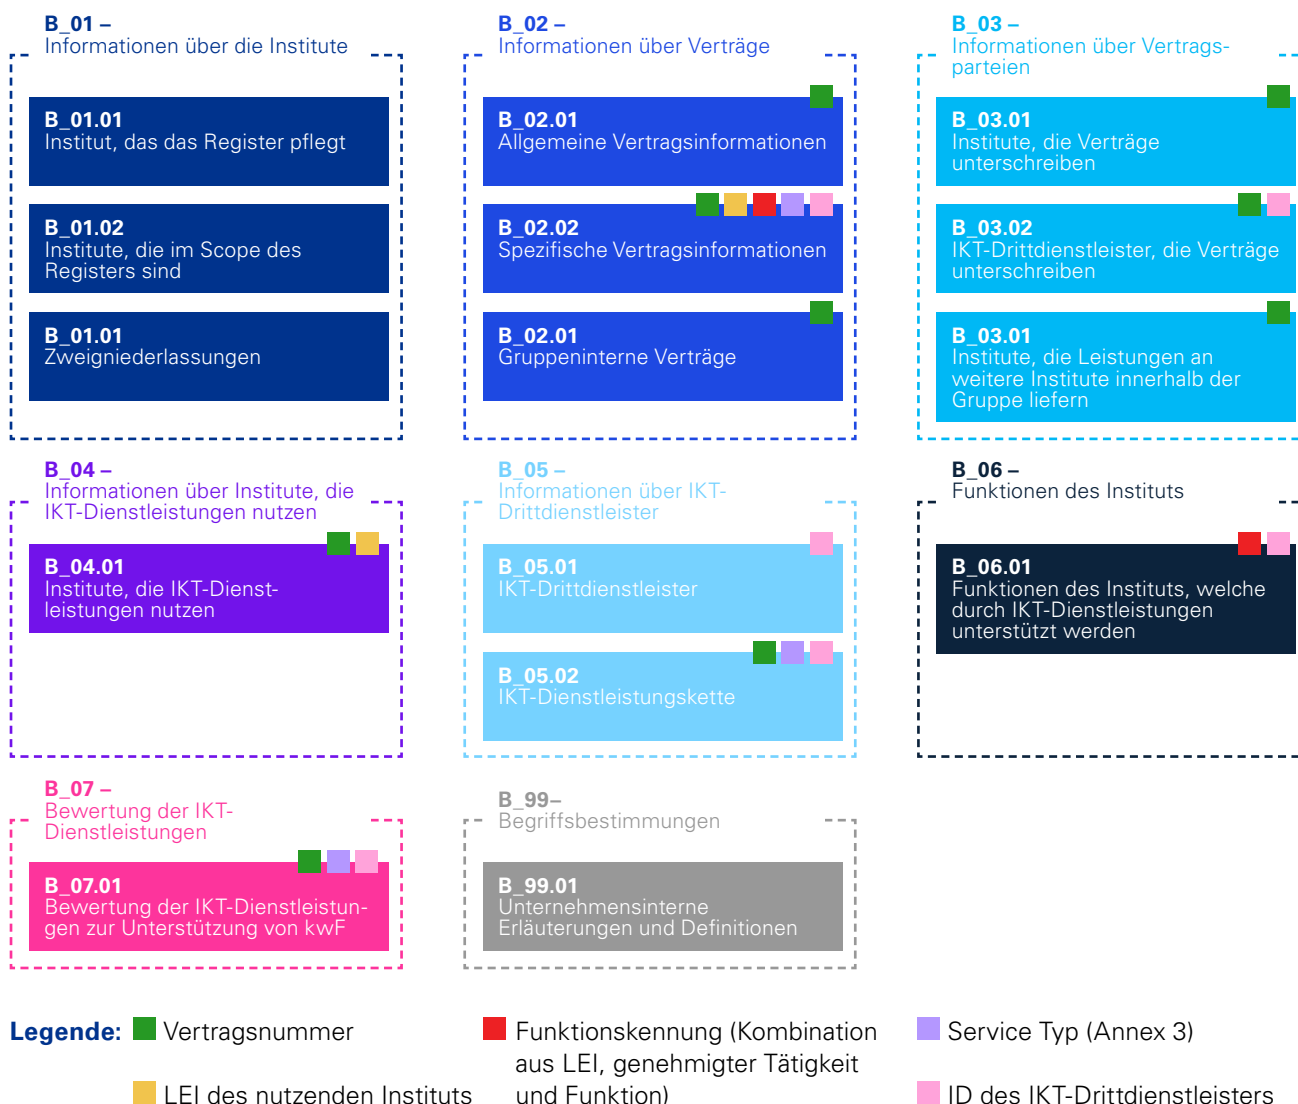 B_01 –
Informationen über die Institute
B_01.01
Institut, das das Register pflegt
B_01.02
Institute, die im Scope des
Registers sind
B_01.01
Zweigniederlassungen
B_02 –
Informationen über Verträge
B_02.01
Allgemeine Vertragsinformationen
B_02.02
Spezifische Vertragsinformationen
B_02.01
Gruppeninterne Verträge
B_03 –
Informationen über Vertrags-
parteien
B_03.01
Institute, die Verträge
unterschreiben
B_03.02
IKT-Drittdienstleister, die Verträge
unterschreiben
B_03.01
Institute, die Leistungen an
weitere Institute innerhalb der
Gruppe liefern
B_04 –
Informationen über Institute, die
IKT-Dienstleistungen nutzen
B_04.01
Institute, die IKT-Dienst-
leistungen nutzen
B_05 –
Informationen über IKT-
Drittdienstleister
B_05.01
IKT-Drittdienstleister
B_05.02
IKT-Dienstleistungskette
B_06 –
Funktionen des Instituts
B_06.01
Funktionen des Instituts, welche
durch IKT-Dienstleistungen
unterstützt werden
B_07 –
Bewertung der IKT-
Dienstleistungen
B_07.01
Bewertung der IKT-Dienstleistun-
gen zur Unterstützung von kwF
B_99–
Begriffsbestimmungen
B_99.01
Unternehmensinterne
Erläuterungen und Definitionen
Legende:
Vertragsnummer
LEI des nutzenden Instituts
Funktionskennung (Kombination
aus LEI, genehmigter Tätigkeit
und Funktion)
Service Typ (Annex 3)
ID des IKT-Drittdienstleisters